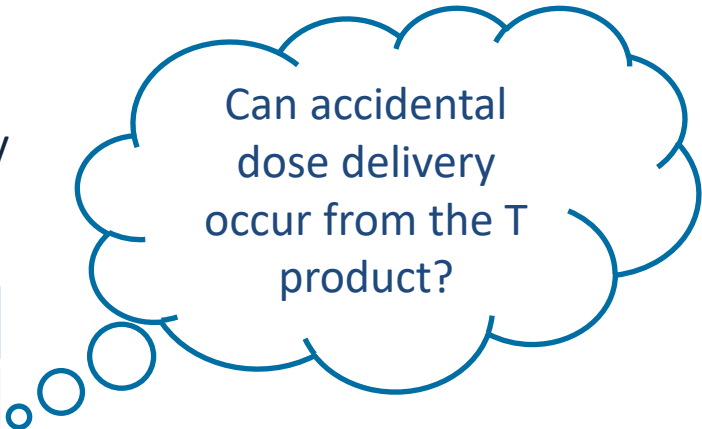 Can accidental
dose delivery
occur from the T
product?